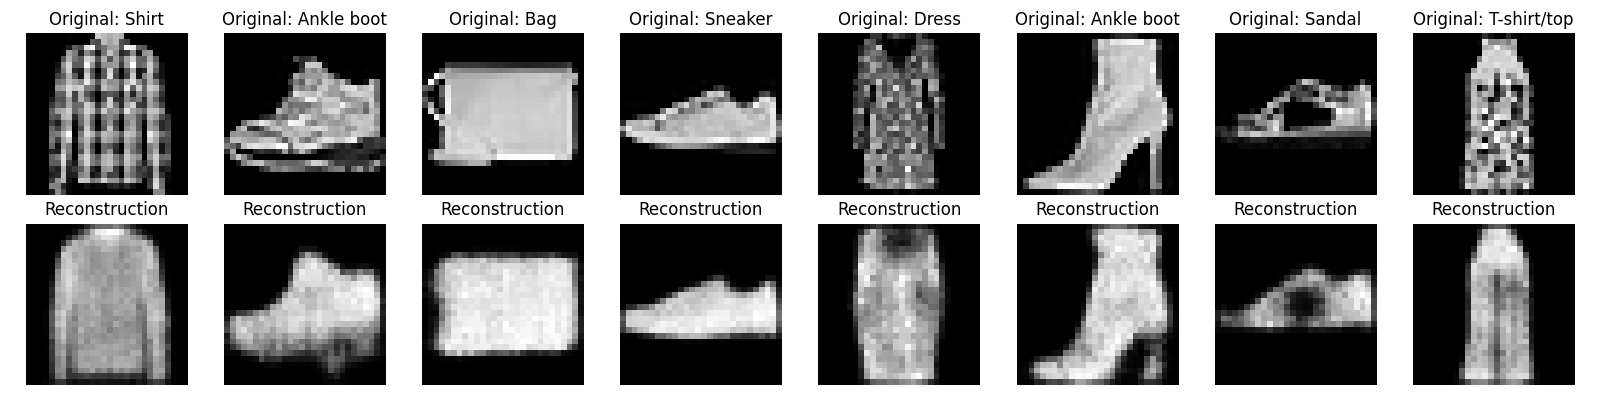 Original: Shirt
Original: Ankle boot
Original: Bag
Original: Sneaker
Original: Dress
Original: Ankle boot
Original: Sandal
Original: T-shirt/top
Reconstruction
Reconstruction
Reconstruction
Reconstruction
Reconstruction
Reconstruction
Reconstruction
Reconstruction